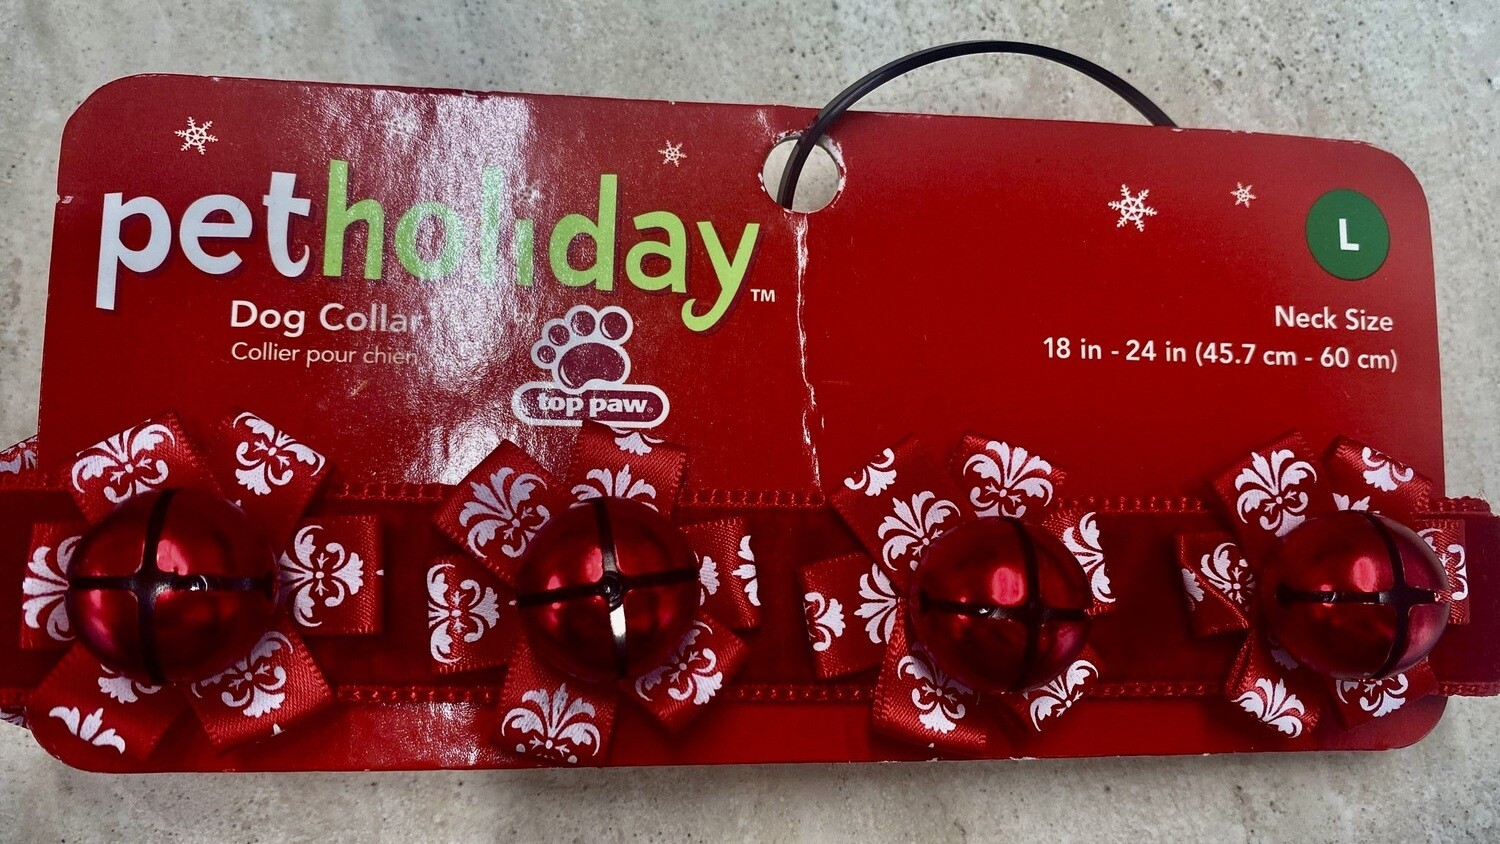 petholiday™
Dog Collar by
Collier pour chien
top paw®
L
Neck Size
18 in - 24 in (45.7 cm - 60 cm)